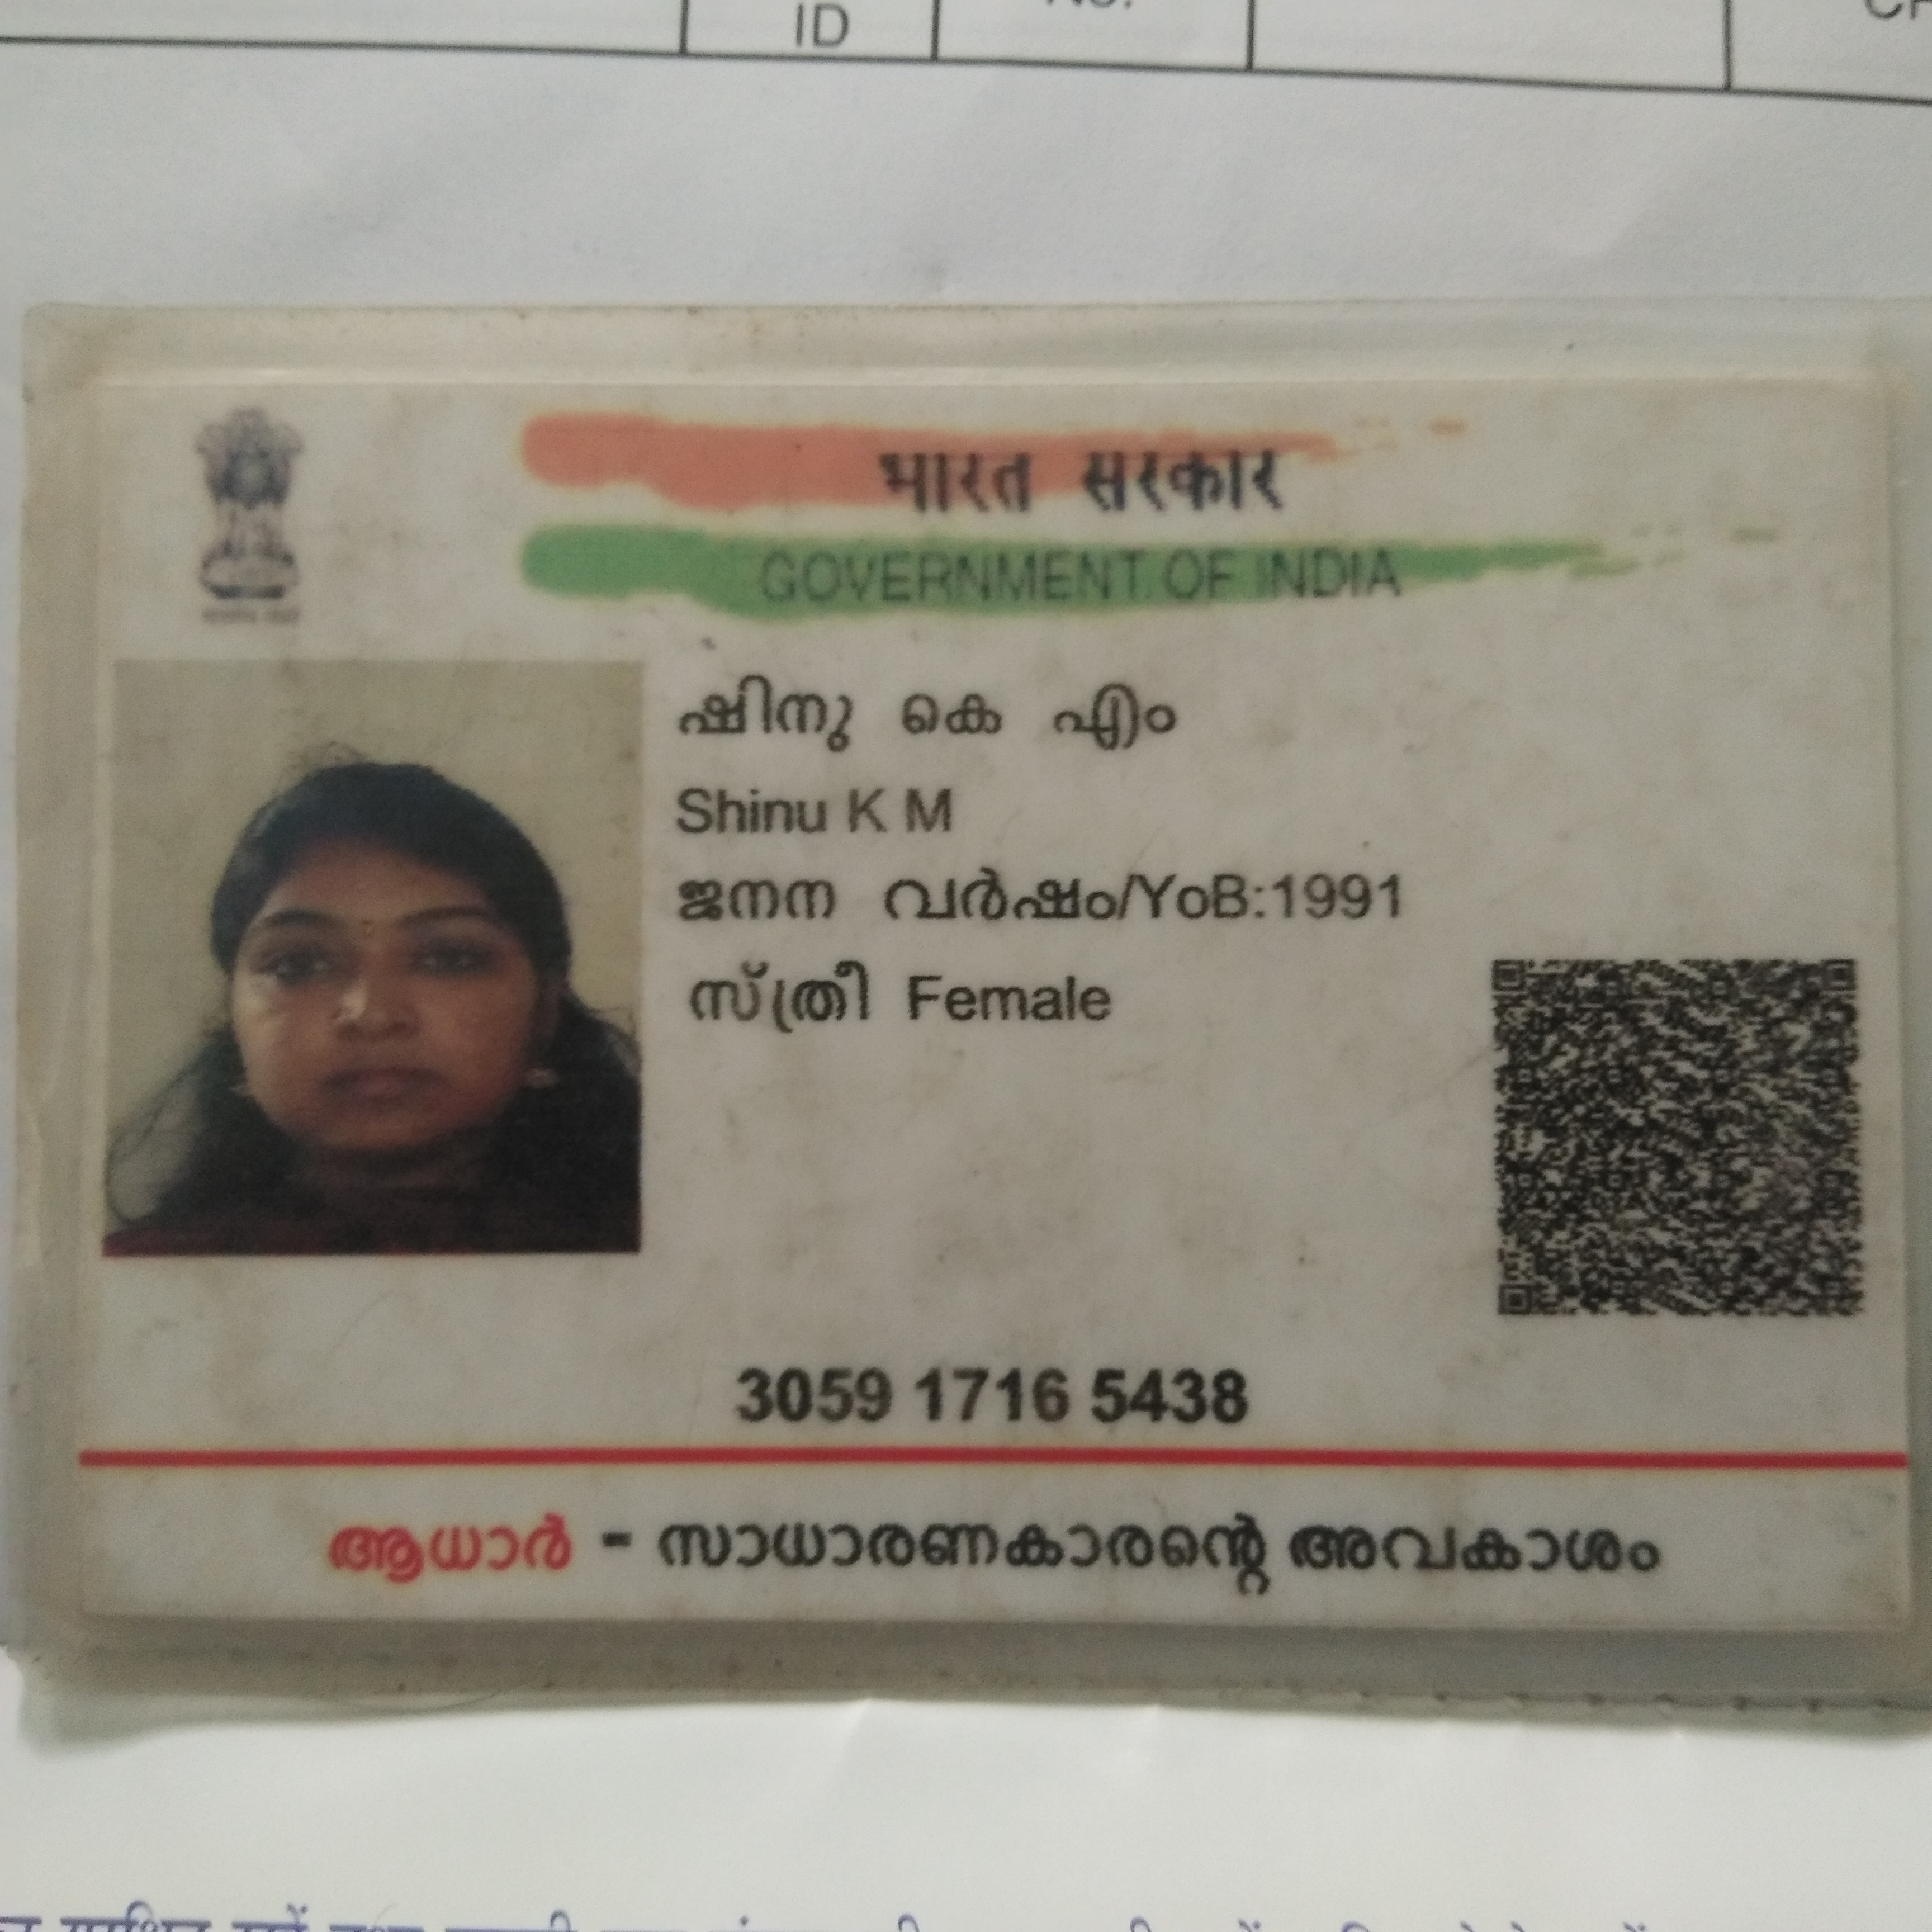 ID
भारत सरकार
GOVERNMENT OF INDIA
ഷിനു കെ എം
Shinu K M
ജനന വർഷം/YoB:1991
സ്ത്രീ Female
3059 1716 5438
ആധാർ - സാധാരണകാരന്റെ അവകാശം